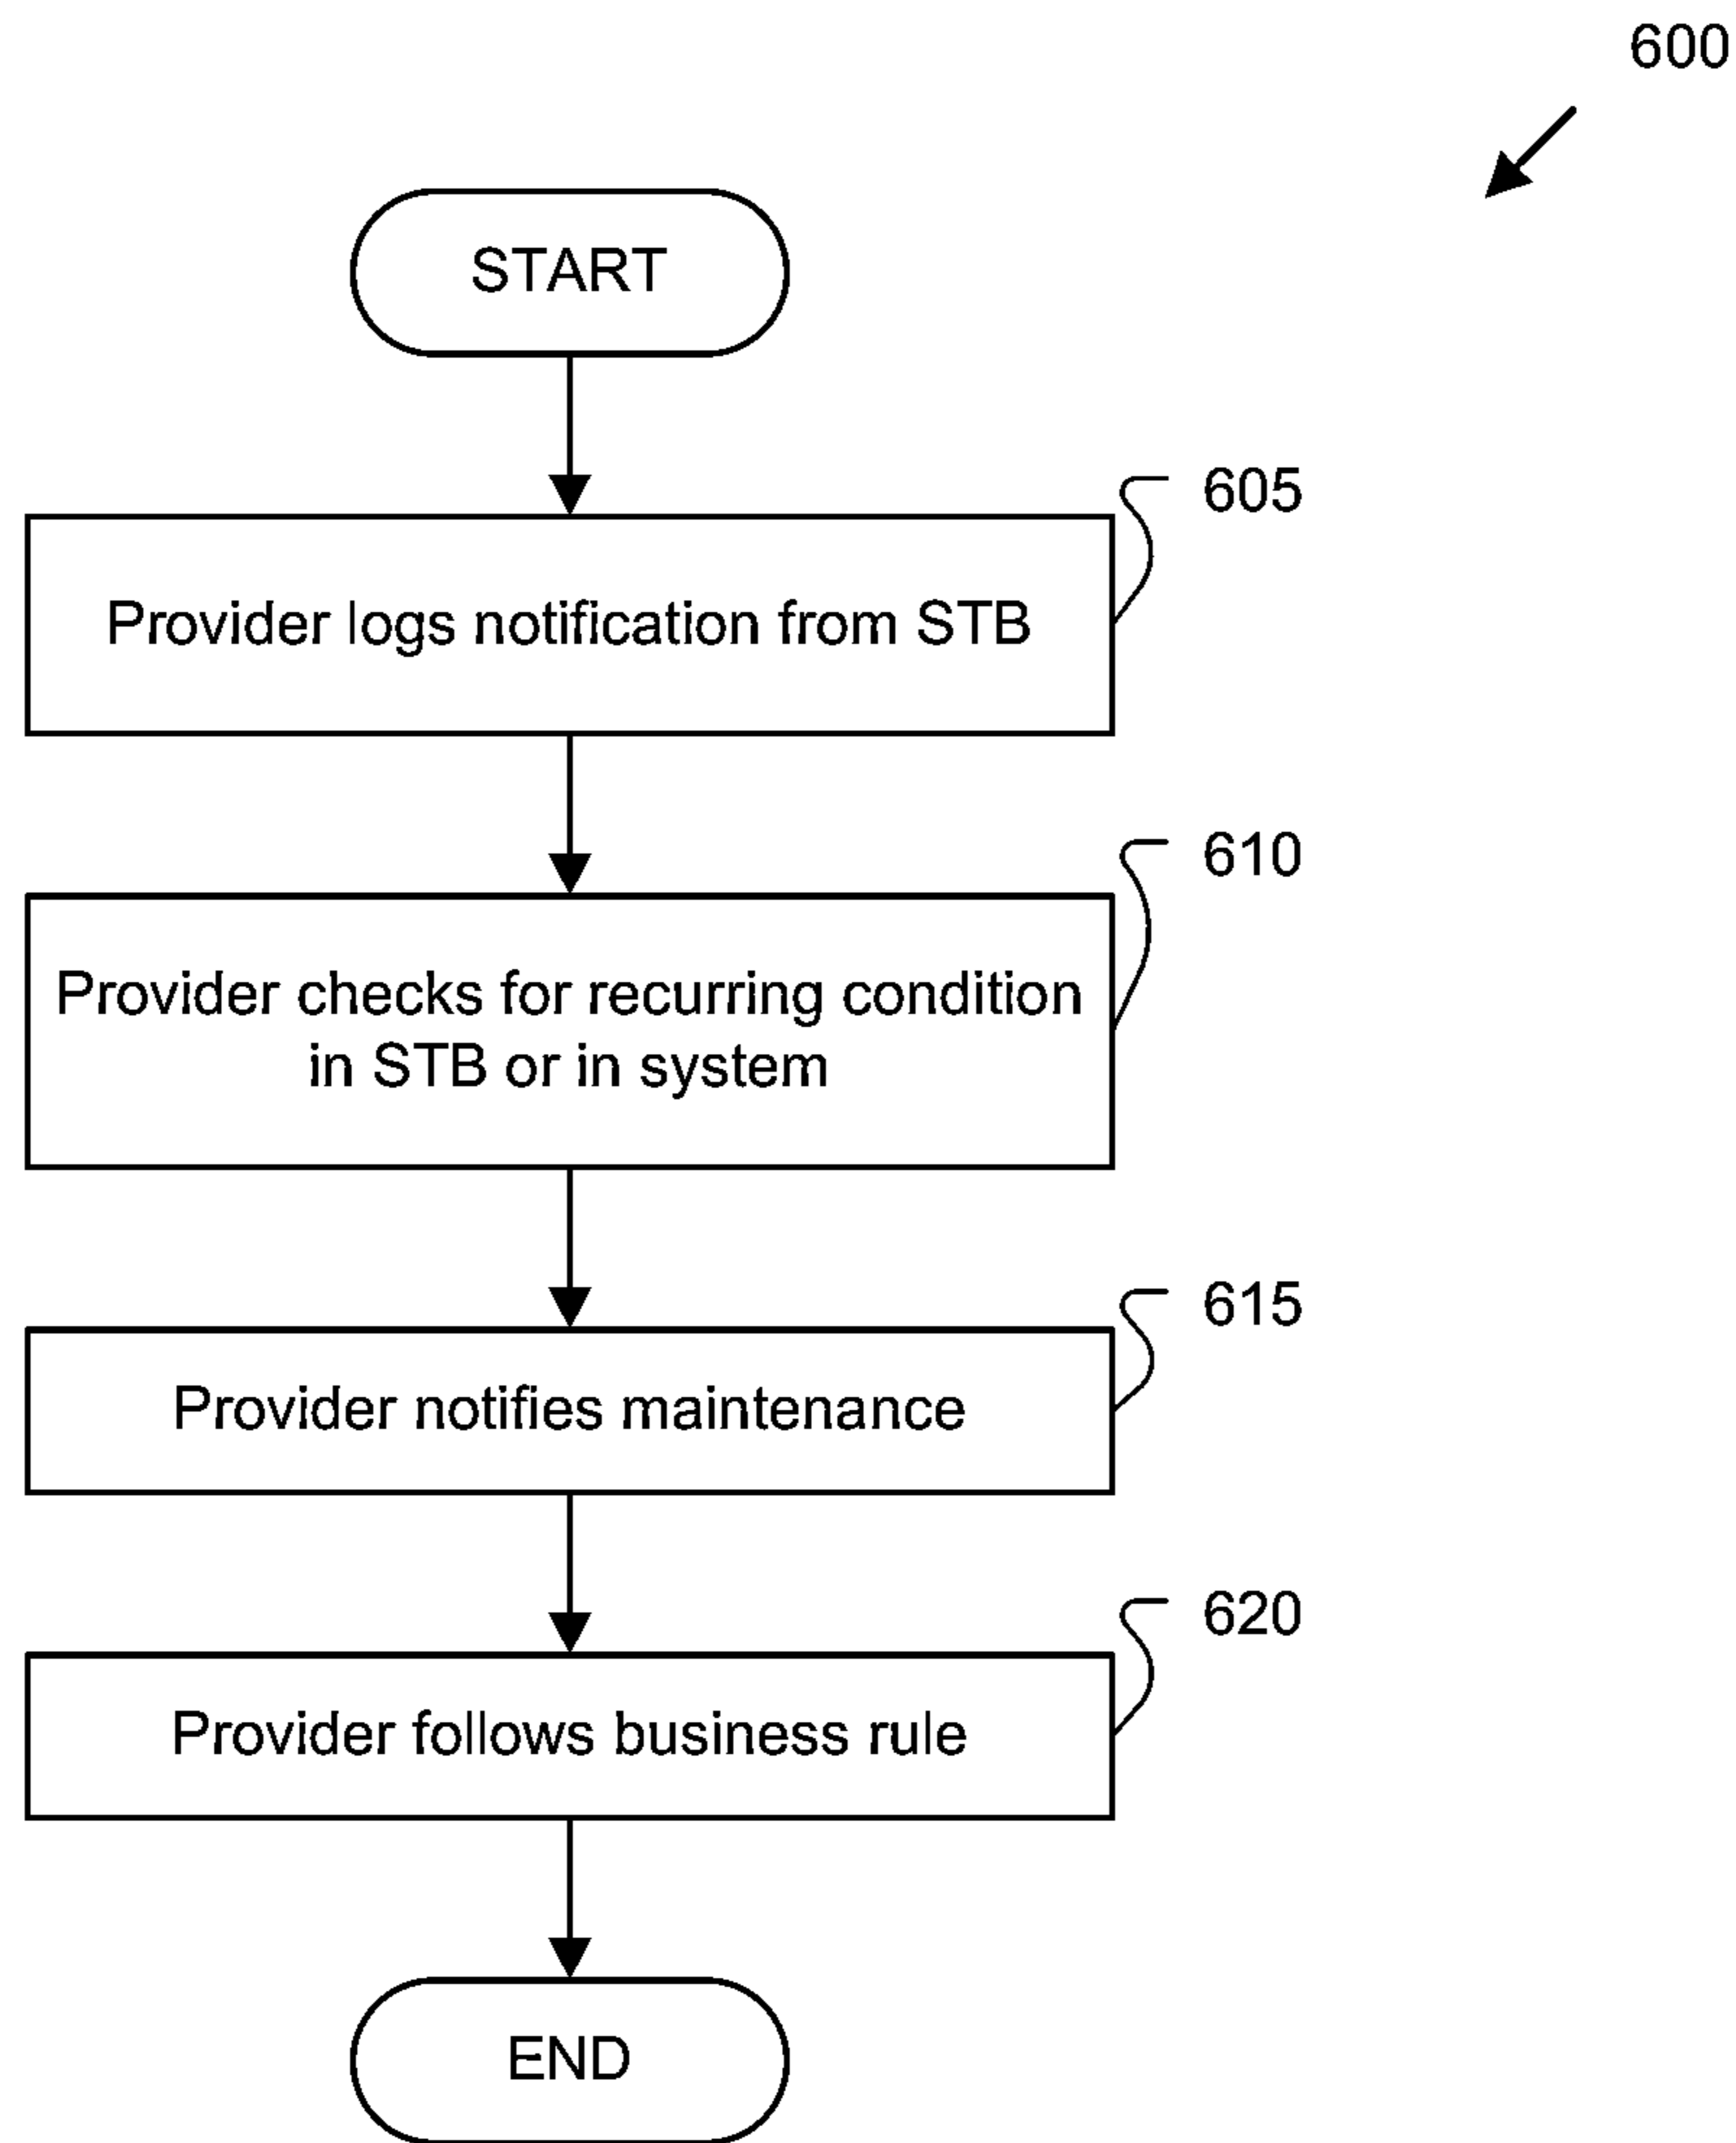 600
START
605
Provider logs notification from STB
610
Provider checks for recurring condition
in STB or in system
615
Provider notifies maintenance
620
Provider follows business rule
END